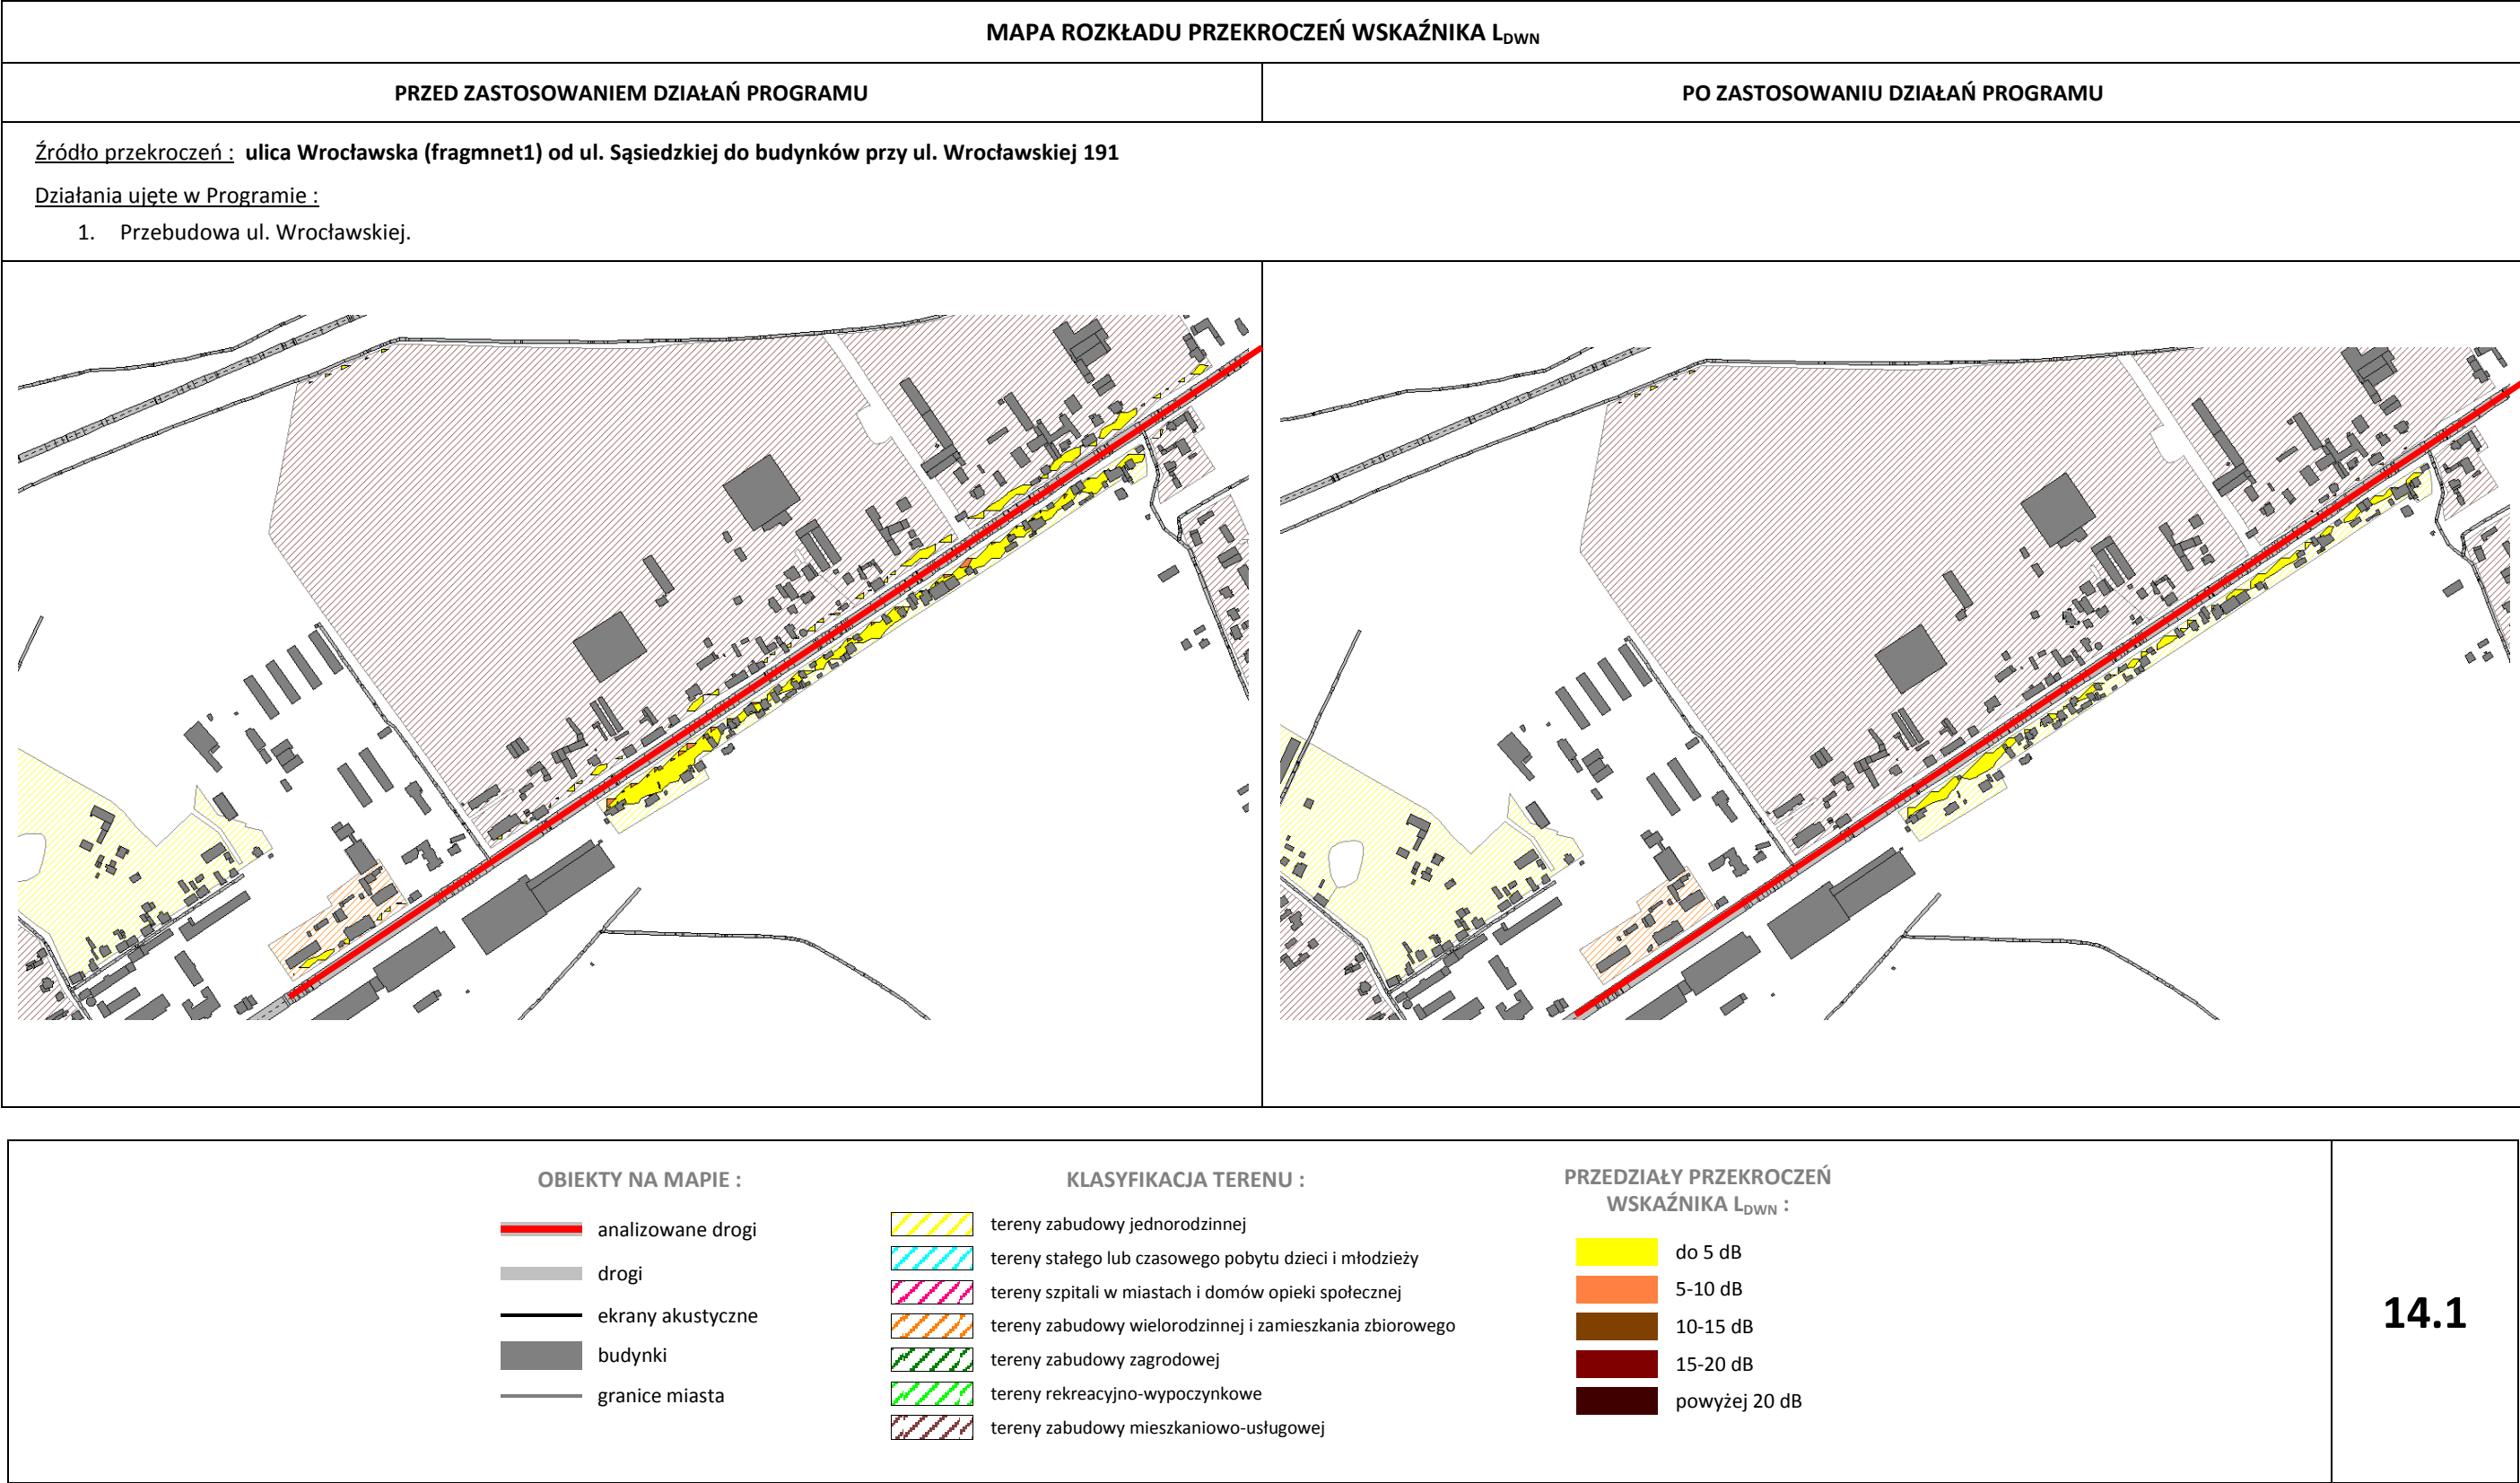 MAPA ROZKŁADU PRZEKROCZEŃ WSKAŹNIKA LDWN
PRZED ZASTOSOWANIEM DZIAŁAŃ PROGRAMU
PO ZASTOSOWANIU DZIAŁAŃ PROGRAMU
Źródło przekroczeń : ulica Wrocławska (fragmnet1) od ul. Sąsiedzkiej do budynków przy ul. Wrocławskiej 191
Działania ujęte w Programie :
1. Przebudowa ul. Wrocławskiej.
OBIEKTY NA MAPIE :
analizowane drogi
drogi
ekrany akustyczne
budynki
granice miasta
KLASYFIKACJA TERENU :
tereny zabudowy jednorodzinnej
tereny stałego lub czasowego pobytu dzieci i młodzieży
tereny szpitali w miastach i domów opieki społecznej
tereny zabudowy wielorodzinnej i zamieszkania zbiorowego
tereny zabudowy zagrodowej
tereny rekreacyjno-wypoczynkowe
tereny zabudowy mieszkaniowo-usługowej
PRZEDZIAŁY PRZEKROCZEŃ
WSKAŹNIKA LDWN :
do 5 dB
5-10 dB
10-15 dB
15-20 dB
powyżej 20 dB
14.1